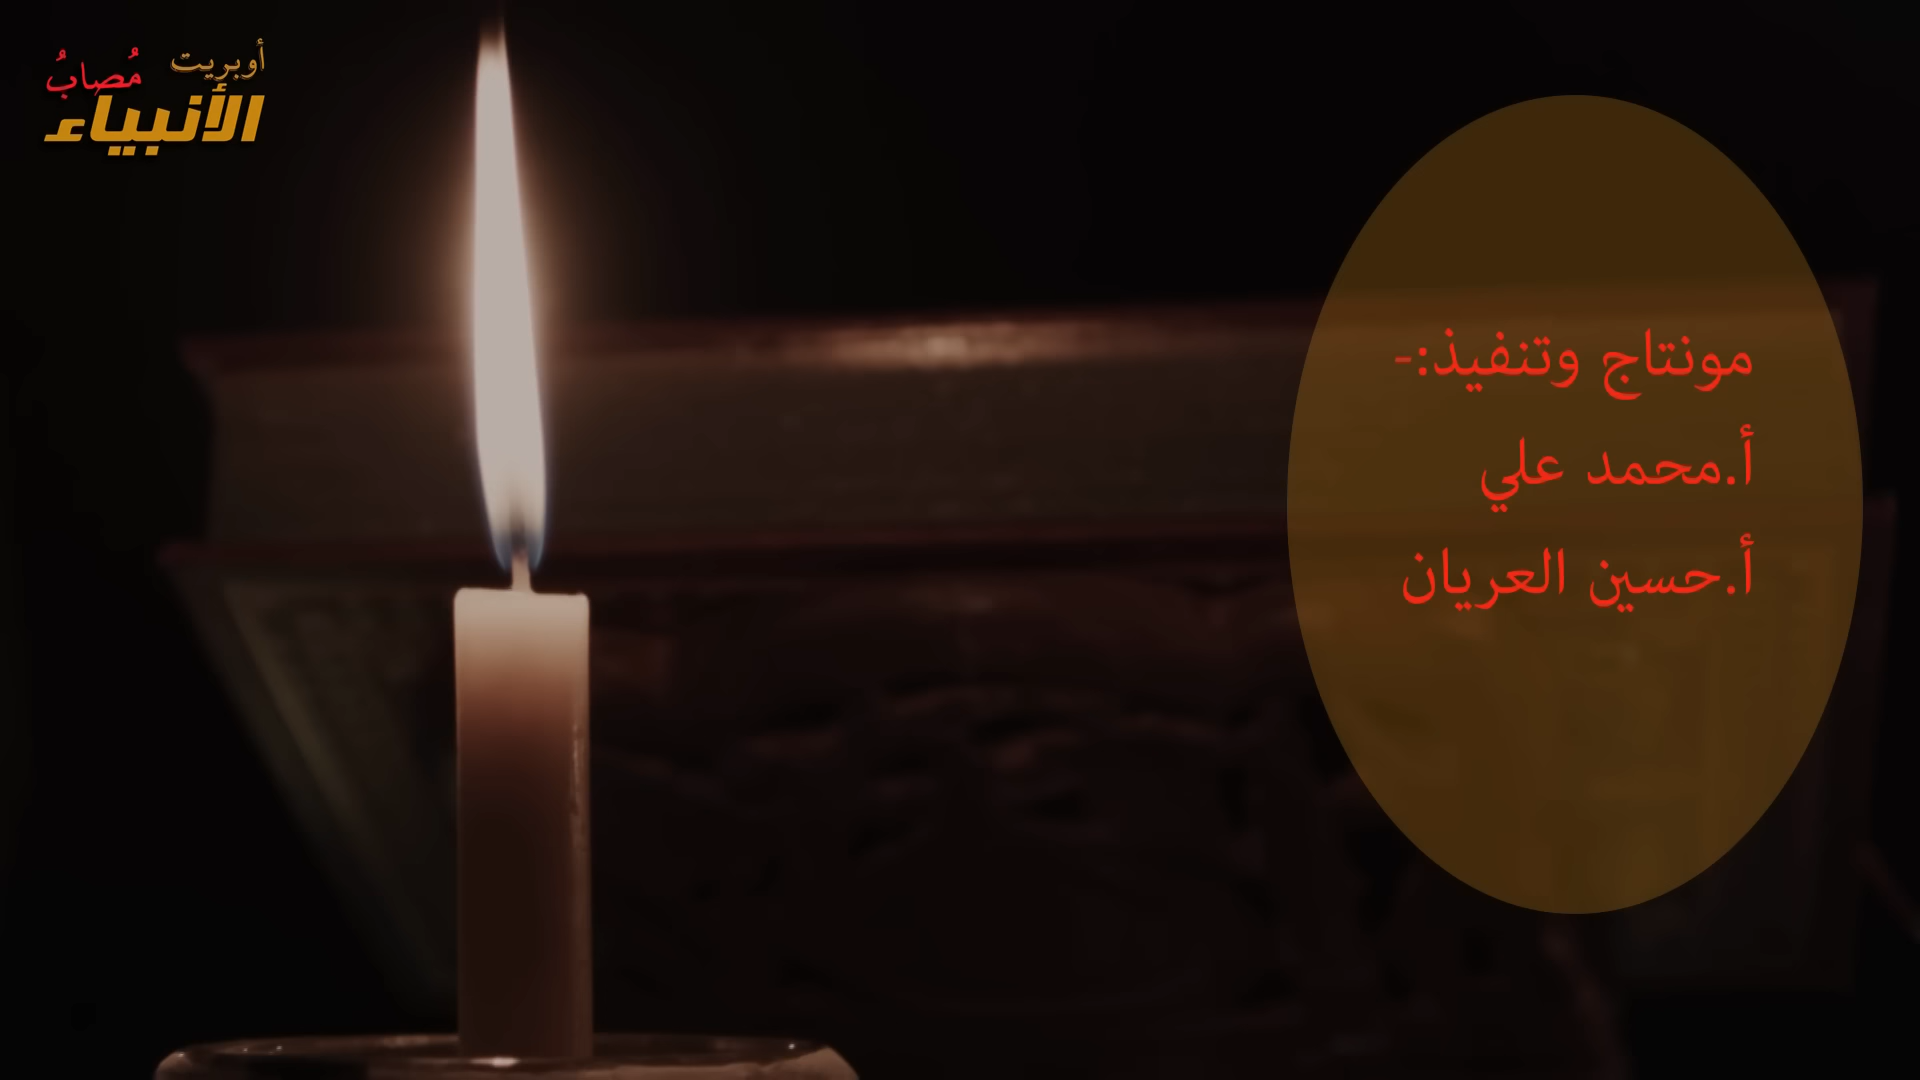 أوبريت
مُصابُ
الأنبياء
مونتاج وتنفيذ:-
أ.محمد علي
أ.حسين العريان